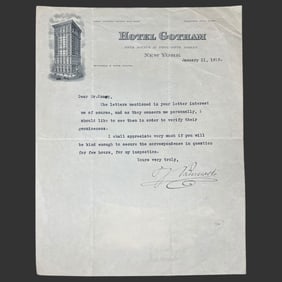 HOTEL GOTHAM
FIFTH AVENUE & FIFTY FIFTH STREET
NEW YORK
January 11, 191
Dear Mr.
The letters mentioned in your letter interest
me of course, and as they concern me personally, I
should like to see them in order to verify their
genuineness.
I shall appreciate very much if you will
be kind enough to secure the correspondence in question
for few hours, for my inspection.
Yours very truly,